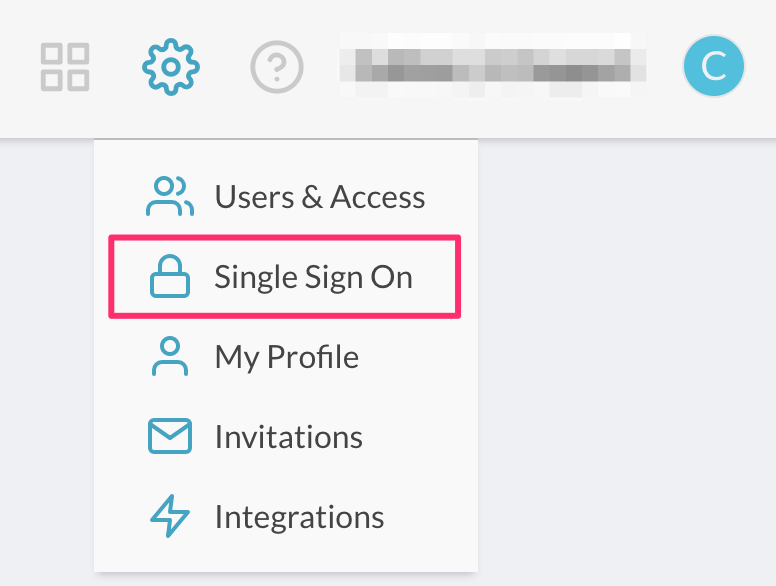 C
Users & Access
Single Sign On
My Profile
Invitations
Integrations